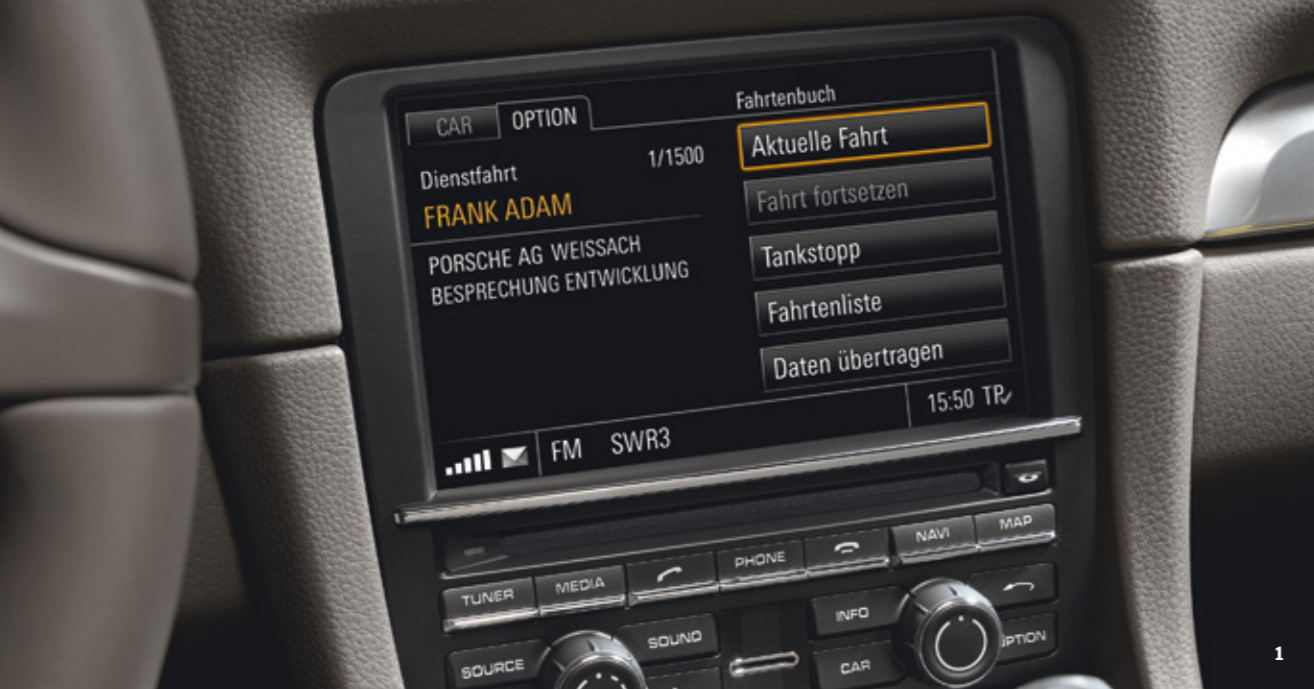 CAR OPTION
Fahrtenbuch
Dienstfahrt 1/1500
FRANK ADAM
PORSCHE AG WEISSACH
BESPRECHUNG ENTWICKLUNG
Aktuelle Fahrt
Fahrt fortsetzen
Tankstopp
Fahrtenliste
Daten übertragen
FM SWR3
15:50 TP
TUNER MEDIA PHONE NAVI MAP
SOURCE SOUND INFO
CAR
1